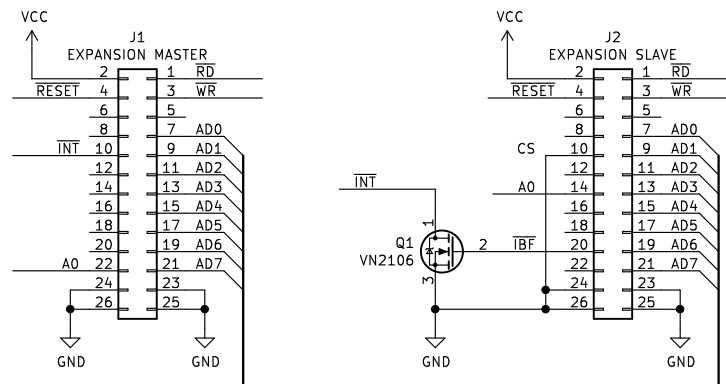 VCC
J1
EXPANSION MASTER
2 1 RD
RESET 4 3 WR
6 5
8 7 AD0
INT 10 9 AD1
12 11 AD2
14 13 AD3
16 15 AD4
18 17 AD5
20 19 AD6
A0 22 21 AD7
24 23
26 25
GND GND
VCC
J2
EXPANSION SLAVE
2 1 RD
RESET 4 3 WR
6 5
8 7 AD0
CS 10 9 AD1
12 11 AD2
A0 14 13 AD3
16 15 AD4
18 17 AD5
IBF 20 19 AD6
22 21 AD7
24 23
26 25
INT
1
Q1 2
VN2106
3
GND GND